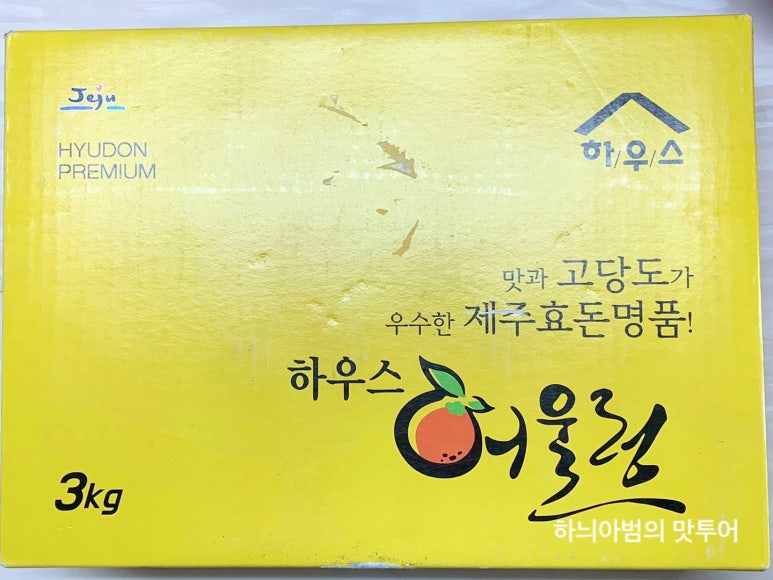 Jeju
HYUDON
PREMIUM
하/우/스
맛과 고당도가
우수한 제주효돈명품!
하우스 어울렁
3kg
하늬아범의 맛투어